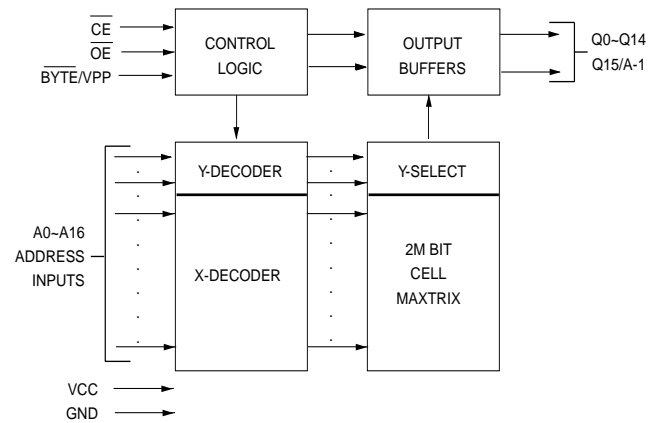 CE
OE
BYTE/VPP
CONTROL
LOGIC
OUTPUT
BUFFERS
Q0~Q14
Q15/A-1
A0~A16
ADDRESS
INPUTS
Y-DECODER
X-DECODER
Y-SELECT
2M BIT
CELL
MAXTRIX
VCC
GND